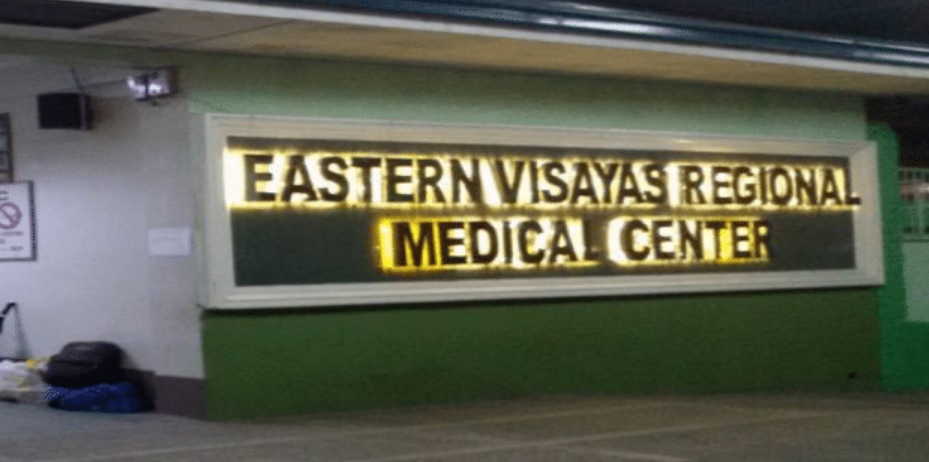 EASTERN VISAYAS REGIONAL
MEDICAL CENTER